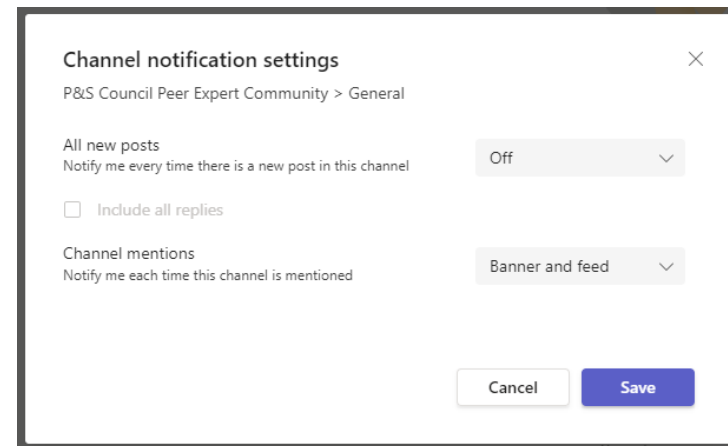 Channel notification settings
P&S Council Peer Expert Community > General
All new posts
Notify me every time there is a new post in this channel
Off
Include all replies
Channel mentions
Notify me each time this channel is mentioned
Banner and feed
Cancel
Save